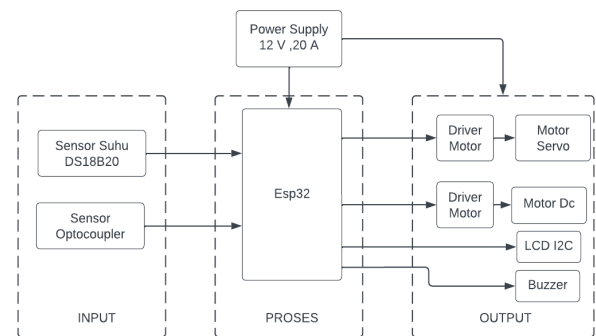 Power Supply
12 V ,20 A
Sensor Suhu
DS18B20
Sensor
Optocoupler
INPUT
Esp32
PROSES
Driver
Motor
Motor
Servo
Driver
Motor
Motor Dc
LCD I2C
Buzzer
OUTPUT